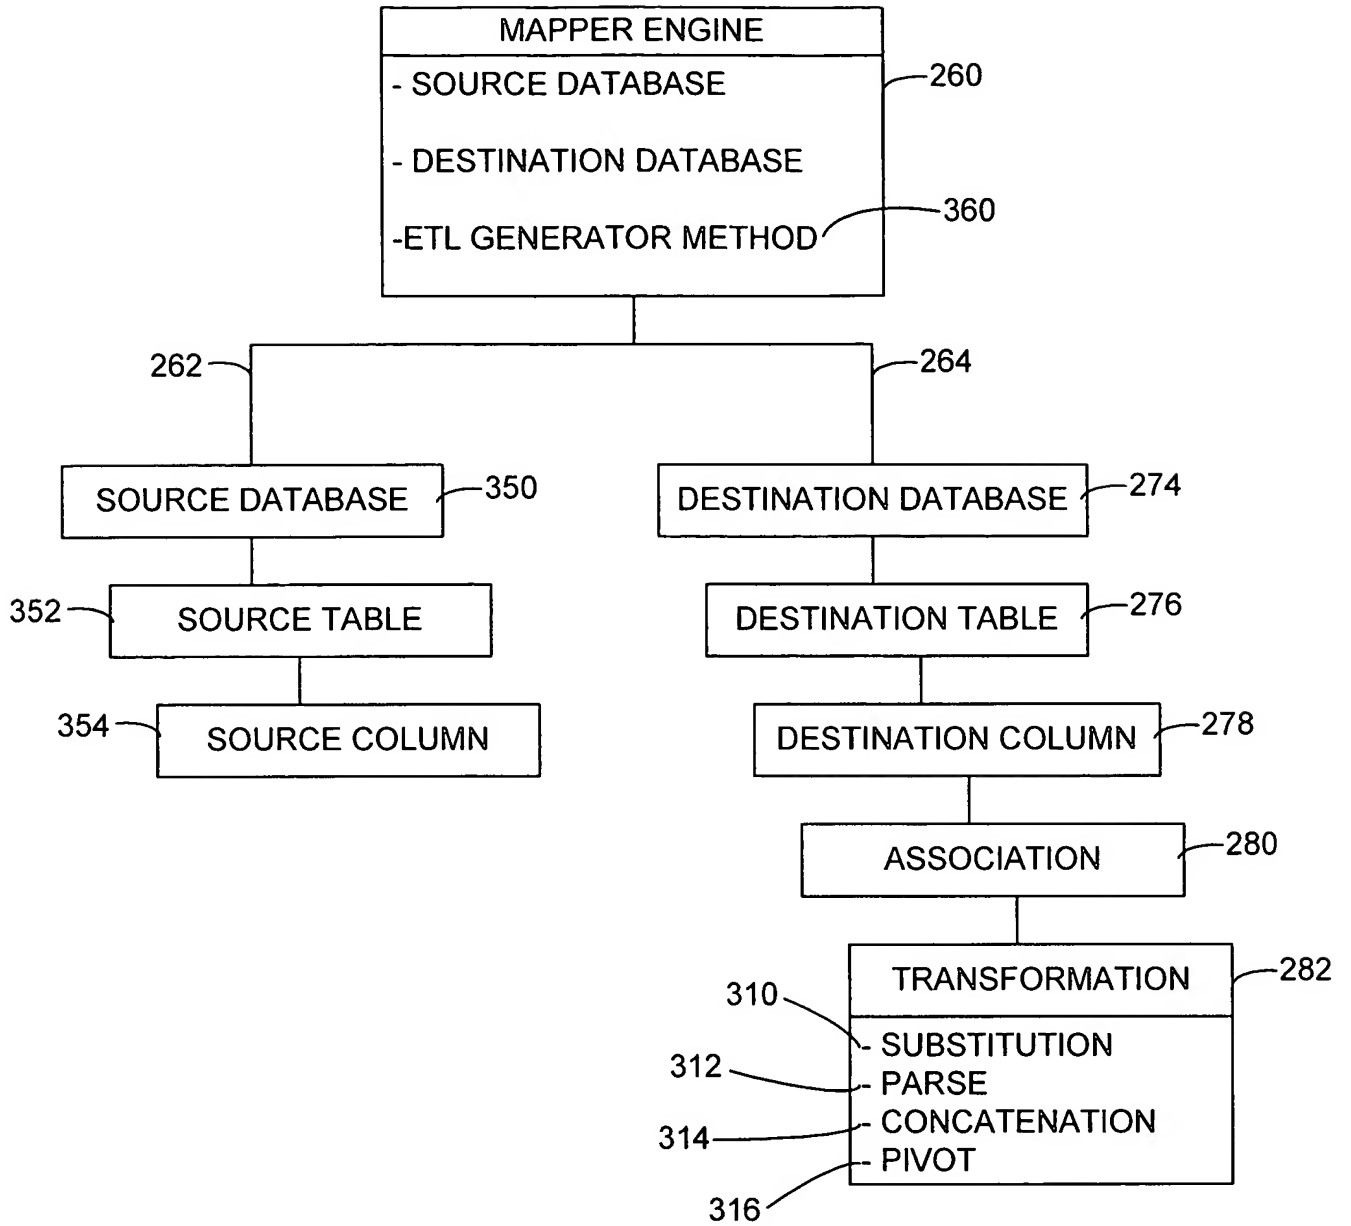 MAPPER ENGINE
- SOURCE DATABASE
260
- DESTINATION DATABASE
-ETL GENERATOR METHOD
360
262
264
SOURCE DATABASE
350
DESTINATION DATABASE
274
352
SOURCE TABLE
DESTINATION TABLE
276
354
SOURCE COLUMN
DESTINATION COLUMN
278
ASSOCIATION
280
TRANSFORMATION
282
310
- SUBSTITUTION
312
- PARSE
314
- CONCATENATION
316
- PIVOT